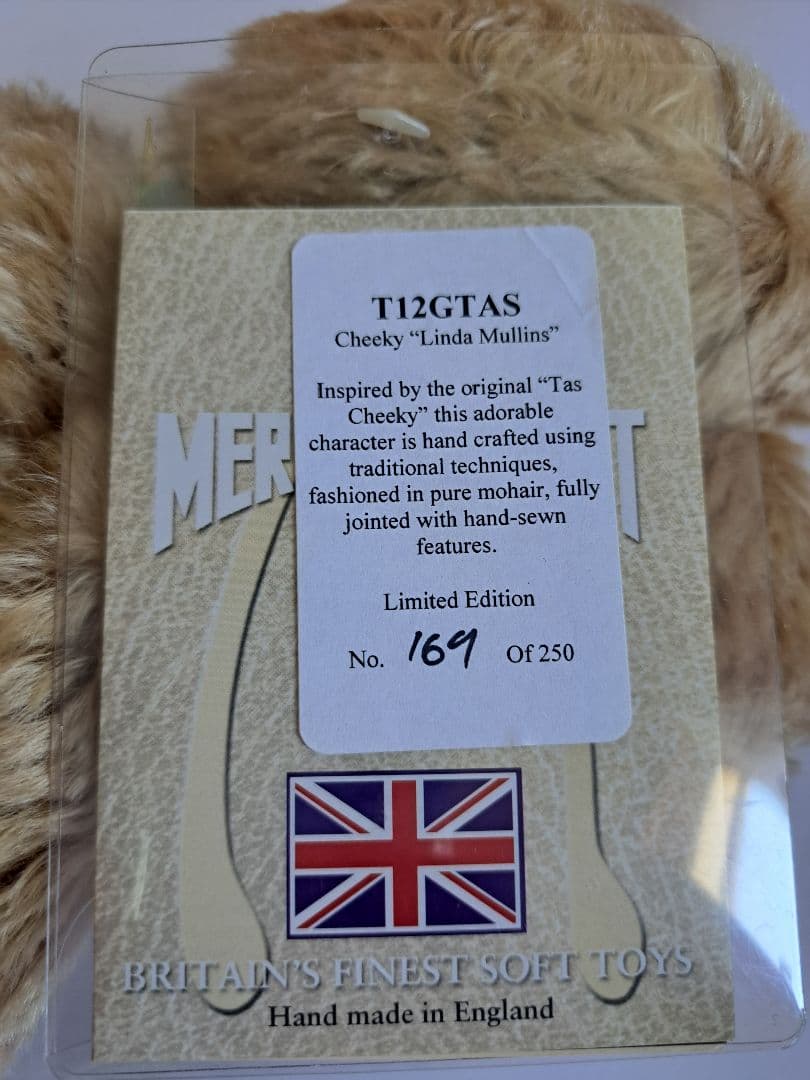 T12GTAS
Cheeky “Linda Mullins”
Inspired by the original “Tas
Cheeky” this adorable
character is hand crafted using
traditional techniques,
fashioned in pure mohair, fully
jointed with hand-sewn
features.
Limited Edition
No. 169 Of 250
MER T
BRITAIN'S FINEST SOFT TOYS
Hand made in England